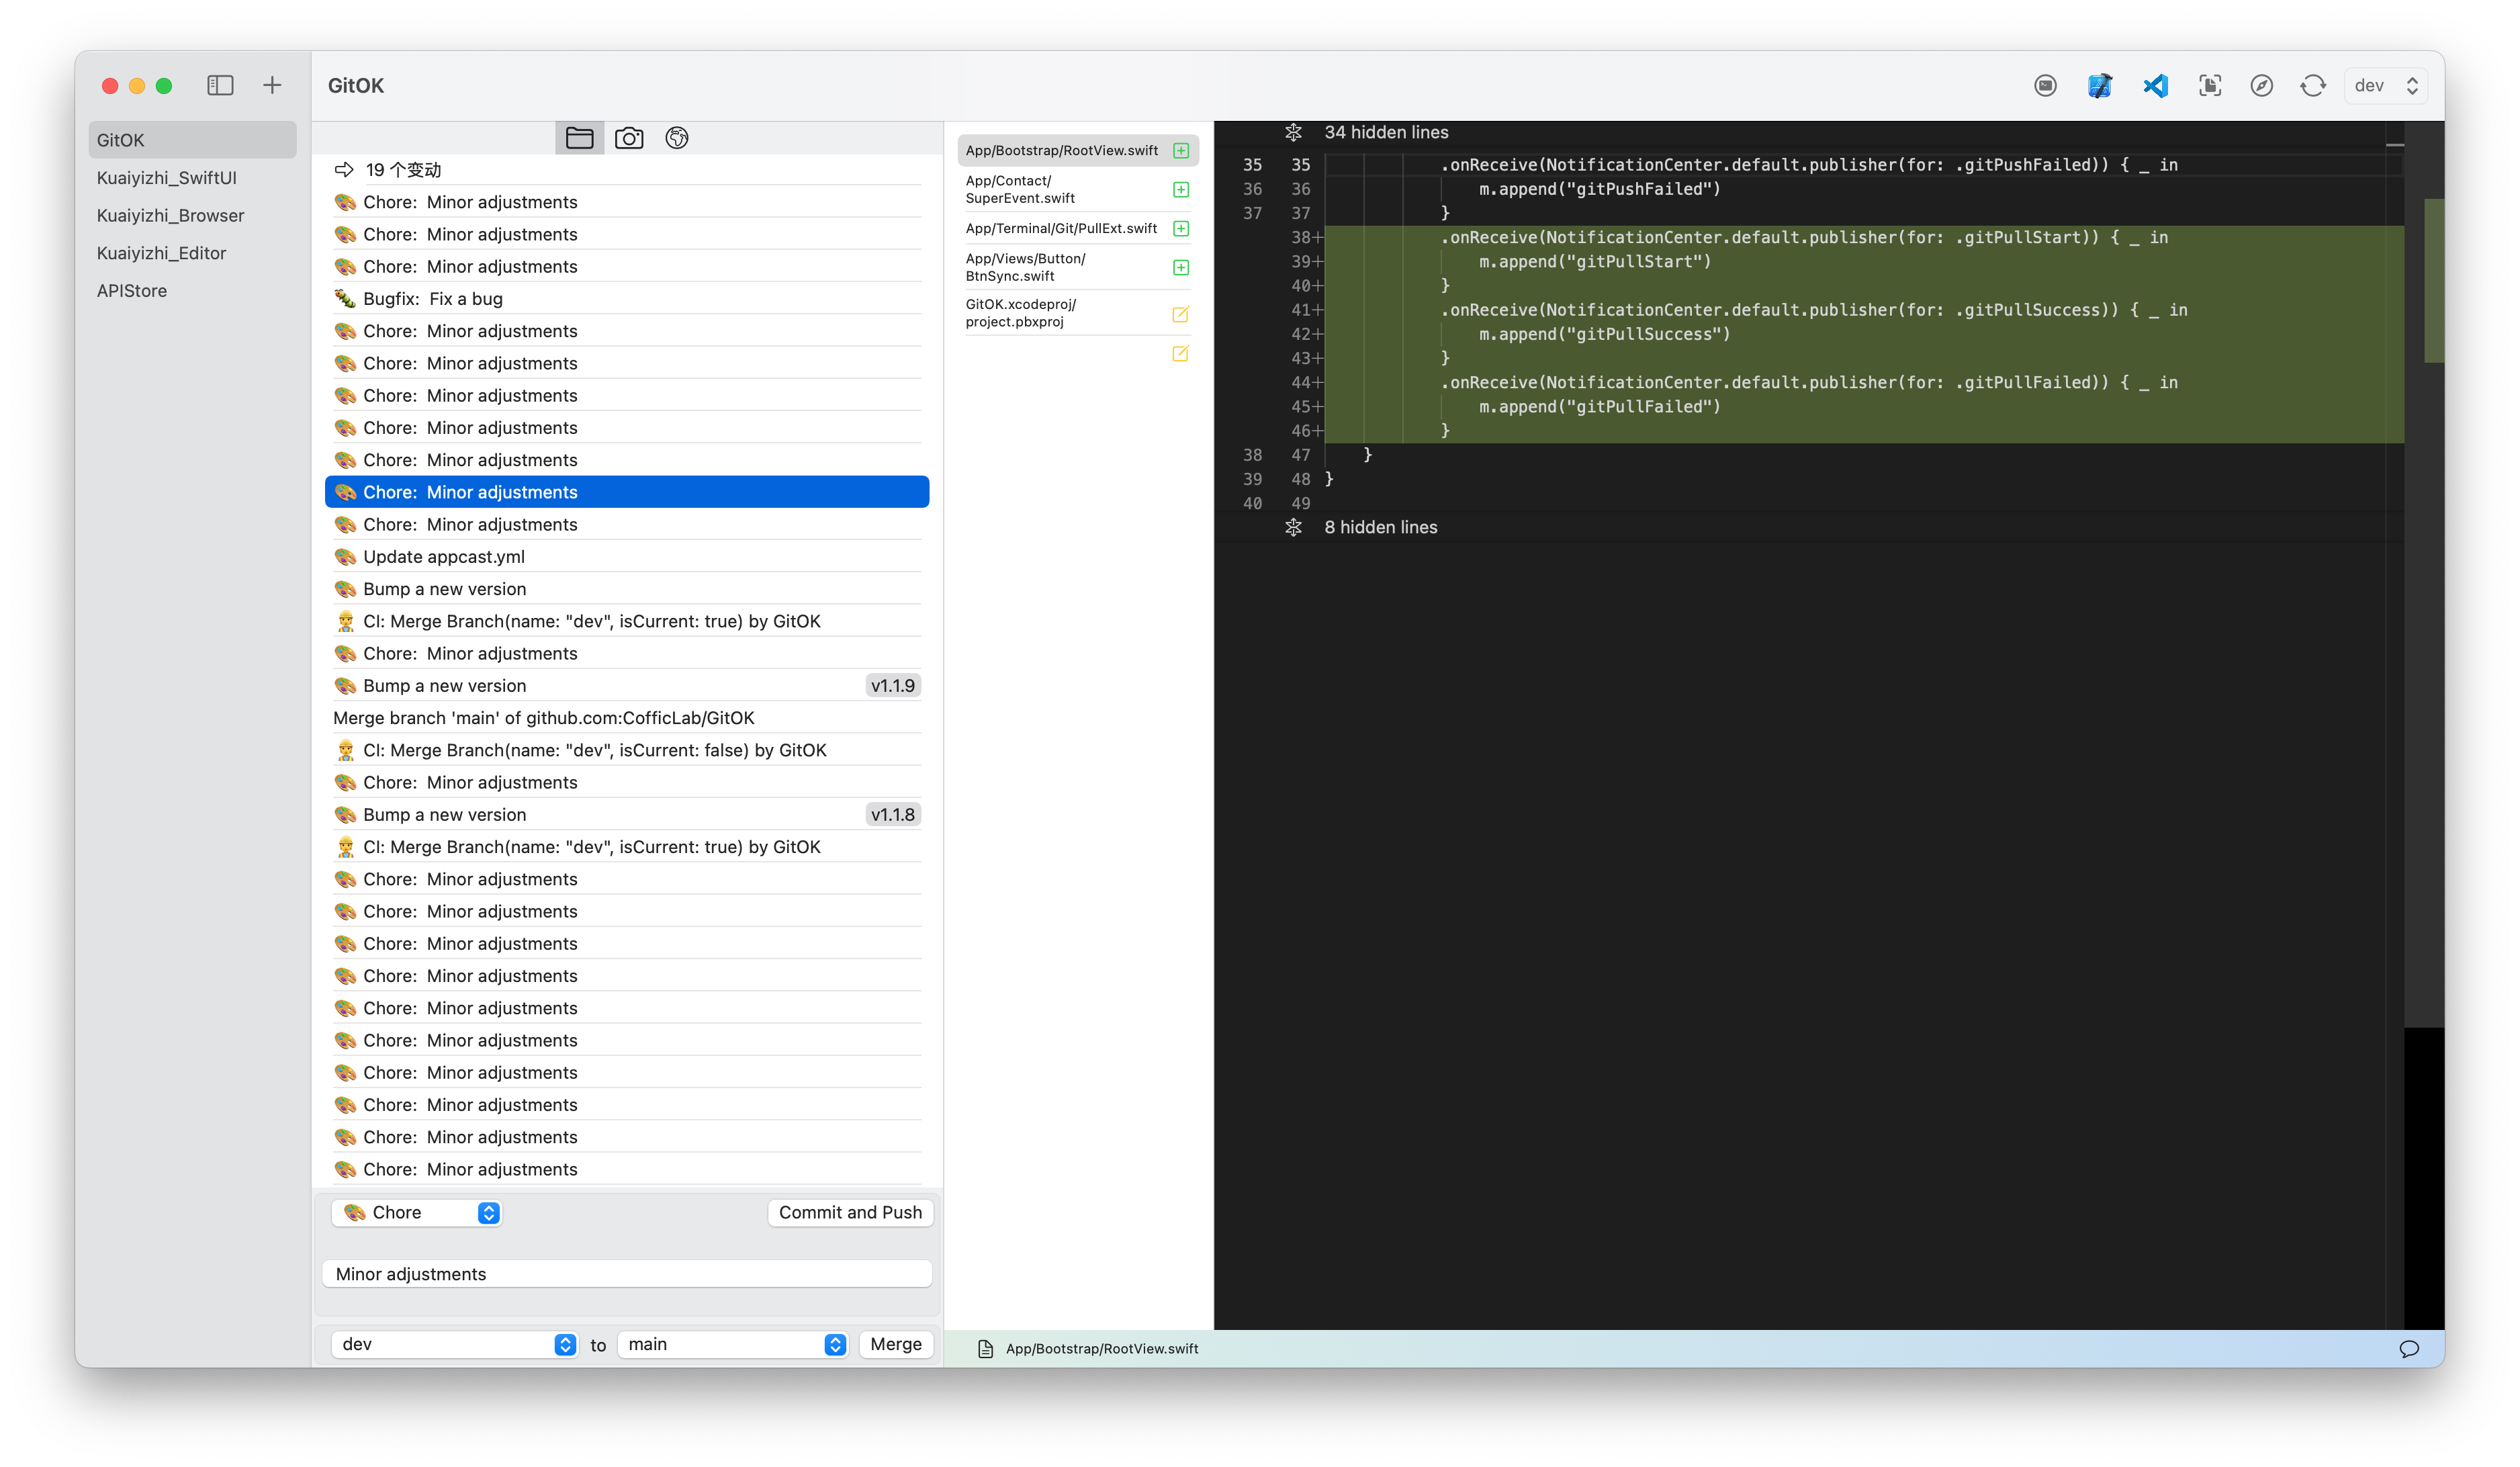 GitOK
dev
GitOK
Kuaiyizhi_SwiftUI
Kuaiyizhi_Browser
Kuaiyizhi_Editor
APIStore
19 个变动
Chore: Minor adjustments
Chore: Minor adjustments
Chore: Minor adjustments
Bugfix: Fix a bug
Chore: Minor adjustments
Chore: Minor adjustments
Chore: Minor adjustments
Chore: Minor adjustments
Chore: Minor adjustments
Chore: Minor adjustments
Chore: Minor adjustments
Update appcast.yml
Bump a new version
CI: Merge Branch(name: "dev", isCurrent: true) by GitOK
Chore: Minor adjustments
Bump a new version v1.1.9
Merge branch 'main' of github.com:CofficLab/GitOK
CI: Merge Branch(name: "dev", isCurrent: false) by GitOK
Chore: Minor adjustments
Bump a new version v1.1.8
CI: Merge Branch(name: "dev", isCurrent: true) by GitOK
Chore: Minor adjustments
Chore: Minor adjustments
Chore: Minor adjustments
Chore: Minor adjustments
Chore: Minor adjustments
Chore: Minor adjustments
Chore: Minor adjustments
Chore: Minor adjustments
Chore: Minor adjustments
Chore: Minor adjustments
Chore
Commit and Push
Minor adjustments
dev to main Merge
App/Bootstrap/RootView.swift
App/Contact/
SuperEvent.swift
App/Terminal/Git/PullExt.swift
App/Views/Button/
BtnSync.swift
GitOK.xcodeproj/
project.pbxproj
34 hidden lines
35 35 .onReceive(NotificationCenter.default.publisher(for: .gitPushFailed)) { _ in
36 36 m.append("gitPushFailed")
37 37 }
38+ .onReceive(NotificationCenter.default.publisher(for: .gitPullStart)) { _ in
39+ m.append("gitPullStart")
40+ }
41+ .onReceive(NotificationCenter.default.publisher(for: .gitPullSuccess)) { _ in
42+ m.append("gitPullSuccess")
43+ }
44+ .onReceive(NotificationCenter.default.publisher(for: .gitPullFailed)) { _ in
45+ m.append("gitPullFailed")
46+ }
38 47 }
39 48 }
40 49
8 hidden lines
App/Bootstrap/RootView.swift